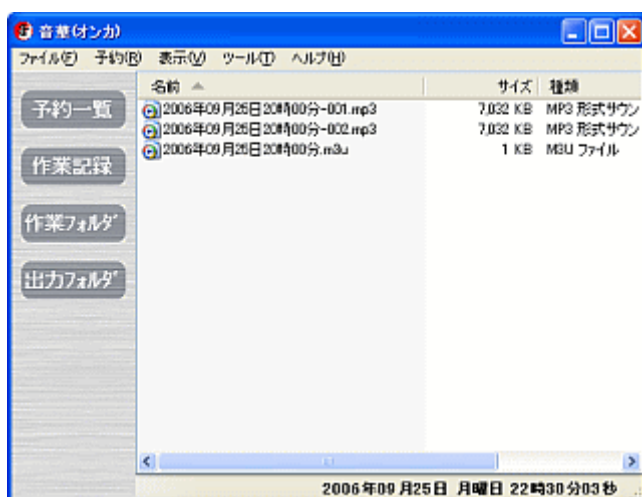 音華(オンカ)
ファイル(F) 予約(R) 表示(V) ツール(T) ヘルプ(H)
予約一覧
作業記録
作業フォルダ
出力フォルダ
名前 サイズ 種類
2006年09月25日20時00分-001.mp3 7,032 KB MP3 形式サウン
2006年09月25日20時00分-002.mp3 7,032 KB MP3 形式サウン
2006年09月25日20時00分.m3u 1 KB M3U ファイル
2006年09月25日 月曜日 22時30分03秒